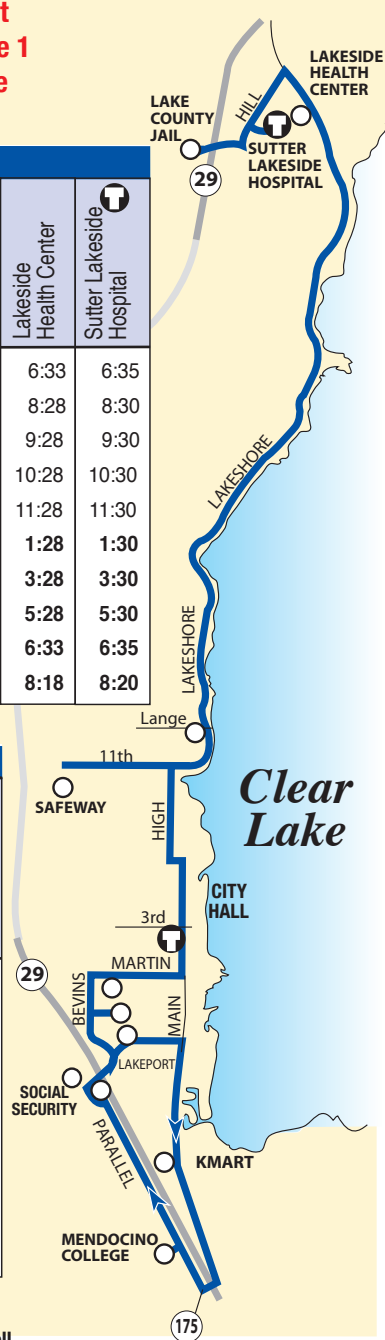 t
e 1
e
LAKESIDE
HEALTH
CENTER
LAKE
COUNTY
JAIL
HILL
T
SUTTER
LAKESIDE
HOSPITAL
29
T
Lakeside
Health Center
Sutter Lakeside
Hospital
6:33 6:35
8:28 8:30
9:28 9:30
10:28 10:30
11:28 11:30
1:28 1:30
3:28 3:30
5:28 5:30
6:33 6:35
8:18 8:20
LAKESHORE
LAKESHORE
Lange
11th
SAFEWAY
HIGH
Clear
Lake
CITY
HALL
3rd
T
MARTIN
29
BEVINS
MAIN
LAKEPORT
SOCIAL
SECURITY
PARALLEL
KMART
MENDOCINO
COLLEGE
175